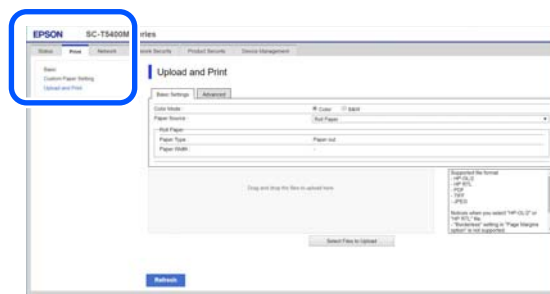 EPSON SC-T5400M Series
Status Print Network Network Security Product Security Device Management
Basic
Custom Paper Setting
Upload and Print
Upload and Print
Basic Settings Advanced
Color Mode : Color B&W
Paper Source : Roll Paper
Roll Paper
Paper Type : Paper out
Paper Width : -
Drag and drop the files to upload here.
Supported file format
- HP-GL/2
- HP RTL
- PDF
- TIFF
- JPEG
Notices when you select "HP-GL/2" or
"HP RTL" file.
- "Borderless" setting in "Page Margins
option" is not supported.
Select Files to Upload
Refresh